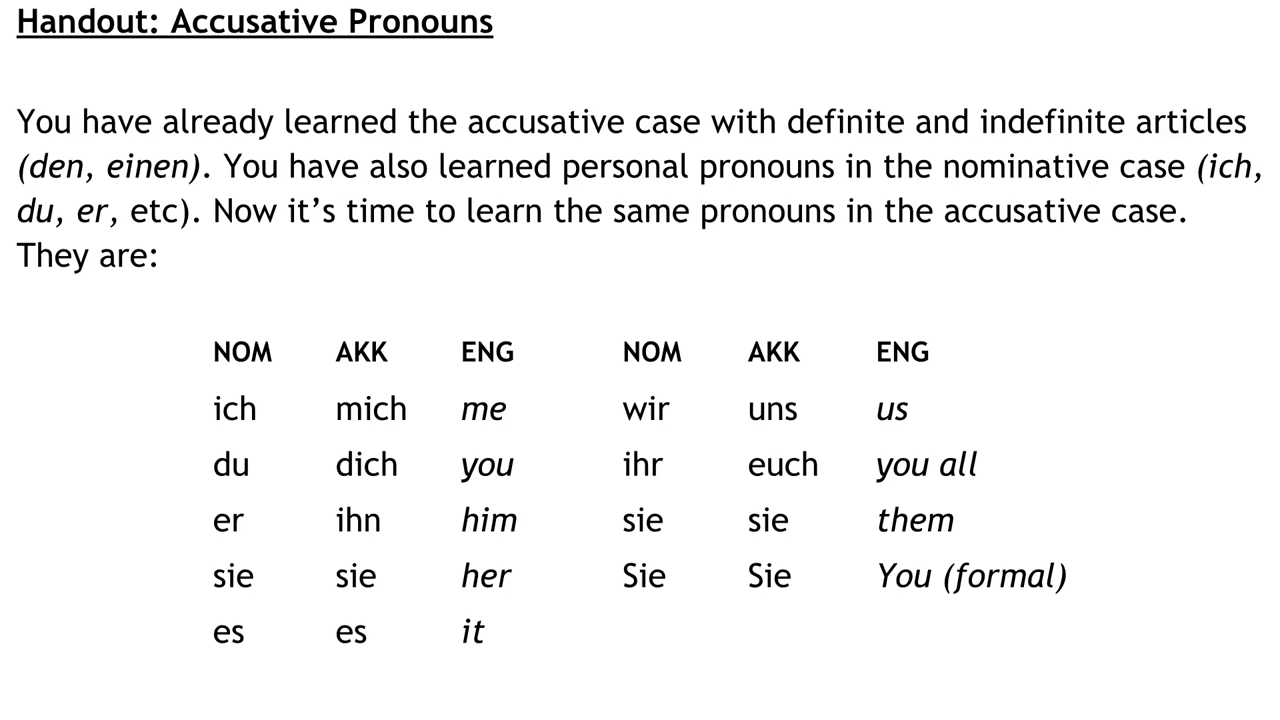 Handout: Accusative Pronouns
You have already learned the accusative case with definite and indefinite articles
(den, einen). You have also learned personal pronouns in the nominative case (ich,
du, er, etc). Now it’s time to learn the same pronouns in the accusative case.
They are:
NOM AKK ENG NOM AKK ENG
ich mich me wir uns us
du dich you ihr euch you all
er ihn him sie sie them
sie sie her Sie Sie You (formal)
es es it